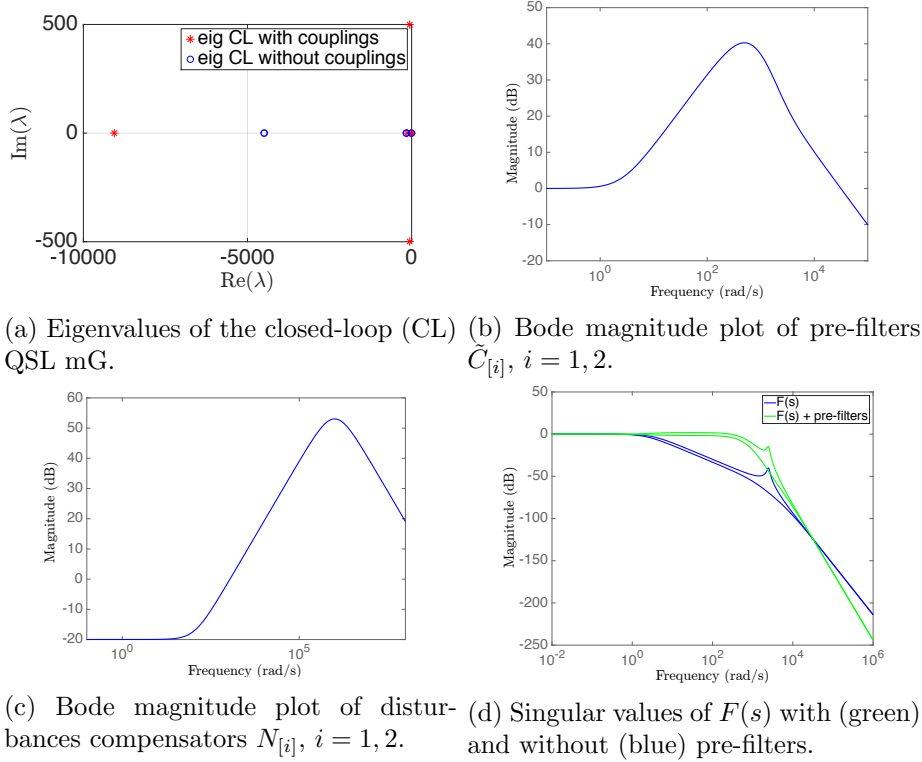 500
0
-500
-10000
-5000
0
Im(λ)
Re(λ)
eig CL with couplings
eig CL without couplings
(a) Eigenvalues of the closed-loop (CL) QSL mG.
50
40
30
20
10
0
-10
-20
Magnitude (dB)
10^0
10^2
10^4
Frequency (rad/s)
(b) Bode magnitude plot of pre-filters
C̃_{[i]}, i = 1, 2.
60
50
40
30
20
10
0
-10
-20
Magnitude (dB)
10^0
10^5
Frequency (rad/s)
(c) Bode magnitude plot of distur-
bances compensators N_{[i]}, i = 1, 2.
50
0
-50
-100
-150
-200
-250
Magnitude (dB)
10^-2
10^0
10^2
10^4
10^6
Frequency (rad/s)
F(s)
F(s) + pre-filters
(d) Singular values of F(s) with (green)
and without (blue) pre-filters.